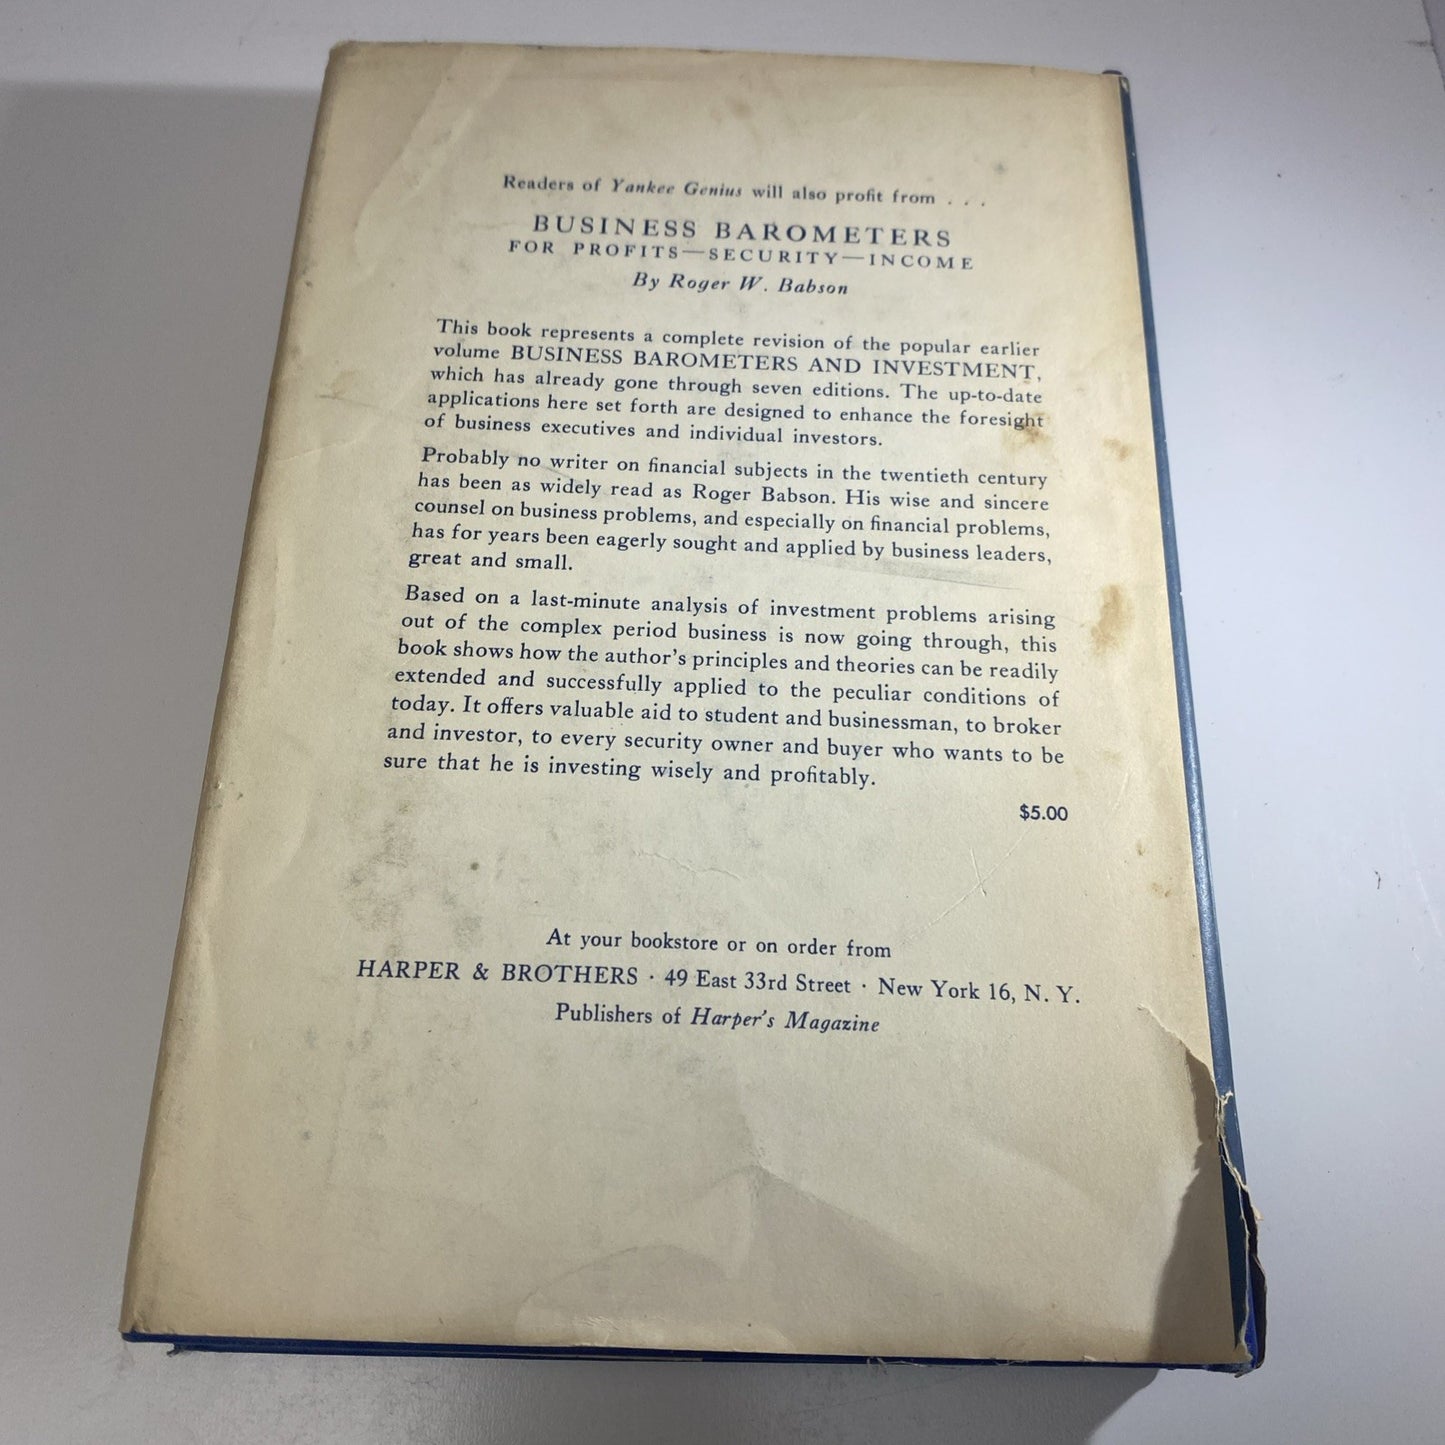 Readers of Yankee Genius will also profit from . . .
BUSINESS BAROMETERS
FOR PROFITS—SECURITY—INCOME
By Roger W. Babson
This book represents a complete revision of the popular earlier
volume BUSINESS BAROMETERS AND INVESTMENT,
which has already gone through seven editions. The up-to-date
applications here set forth are designed to enhance the foresight
of business executives and individual investors.
Probably no writer on financial subjects in the twentieth century
has been as widely read as Roger Babson. His wise and sincere
counsel on business problems, and especially on financial problems,
has for years been eagerly sought and applied by business leaders,
great and small.
Based on a last-minute analysis of investment problems arising
out of the complex period business is now going through, this
book shows how the author's principles and theories can be readily
extended and successfully applied to the peculiar conditions of
today. It offers valuable aid to student and businessman, to broker
and investor, to every security owner and buyer who wants to be
sure that he is investing wisely and profitably.
$5.00
At your bookstore or on order from
HARPER & BROTHERS · 49 East 33rd Street · New York 16, N. Y.
Publishers of Harper's Magazine